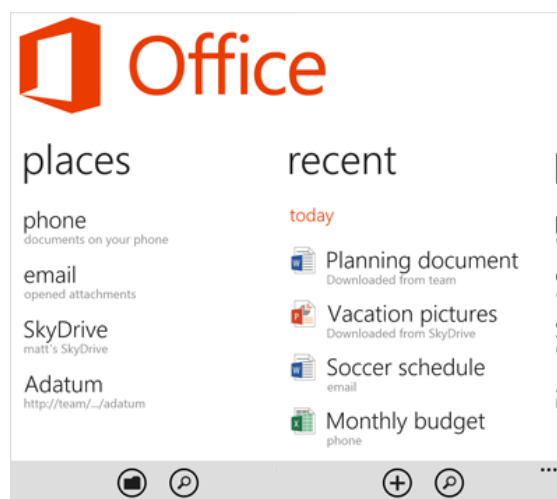 Office
places
phone
documents on your phone
email
opened attachments
SkyDrive
matt's SkyDrive
Adatum
http://team/.../adatum
recent
today
Planning document
Downloaded from team
Vacation pictures
Downloaded from SkyDrive
Soccer schedule
email
Monthly budget
phone